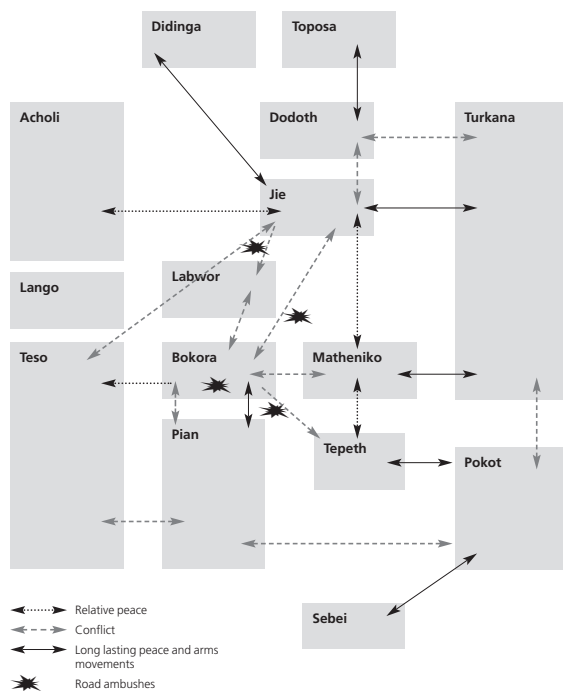 Didinga
Toposa
Acholi
Dodoth
Turkana
Jie
Labwor
Lango
Teso
Bokora
Matheniko
Pian
Tepeth
Pokot
Sebei
Relative peace
Conflict
Long lasting peace and arms
movements
Road ambushes